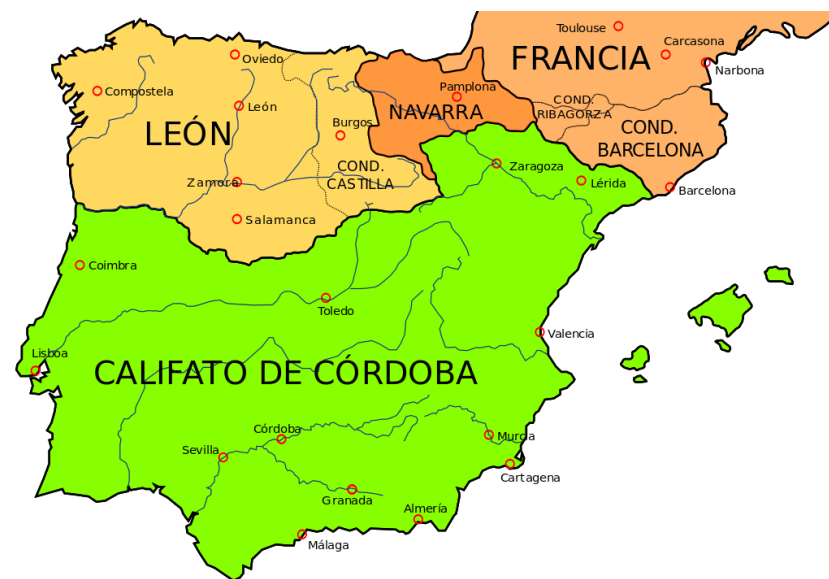 Toulouse
Carcasona
FRANCIA
Narbona
Oviedo
Compostela
Pamplona
León
COND.
RIBAGORZA
NAVARRA
LEÓN
Burgos
COND.
BARCELONA
COND.
CASTILLA
Zaragoza
Zamora
Lérida
Barcelona
Salamanca
Coimbra
Toledo
Valencia
Lisboa
CALIFATO DE CÓRDOBA
Córdoba
Murcia
Sevilla
Cartagena
Granada
Almería
Málaga